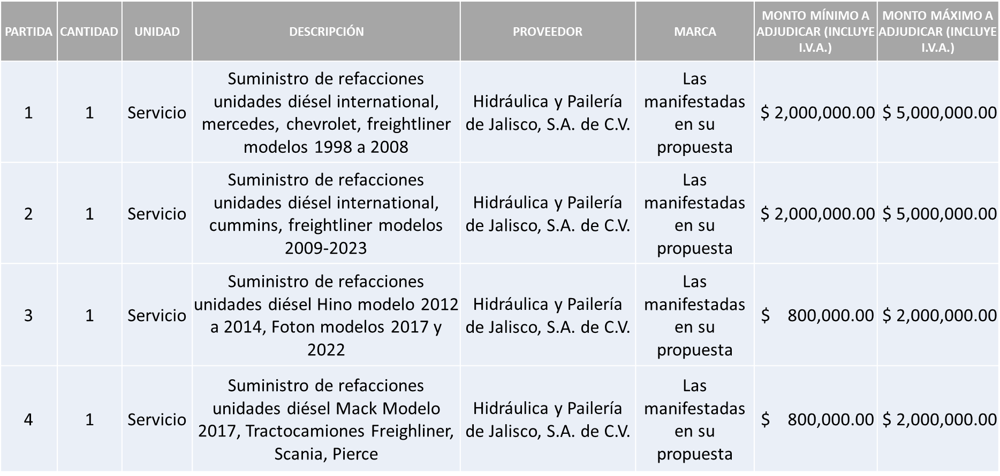 PARTIDA CANTIDAD UNIDAD DESCRIPCIÓN PROVEEDOR MARCA MONTO MÍNIMO A ADJUDICAR (INCLUYE I.V.A.) MONTO MÁXIMO A ADJUDICAR (INCLUYE I.V.A.)
1
1
Servicio
Suministro de refacciones
unidades diésel international,
mercedes, chevrolet, freightliner
modelos 1998 a 2008
Hidráulica y Pailería
de Jalisco, S.A. de C.V.
Las
manifestadas
en su
propuesta
$ 2,000,000.00
$ 5,000,000.00
2
1
Servicio
Suministro de refacciones
unidades diésel international,
cummins, freightliner modelos
2009-2023
Hidráulica y Pailería
de Jalisco, S.A. de C.V.
Las
manifestadas
en su
propuesta
$ 2,000,000.00
$ 5,000,000.00
3
1
Servicio
Suministro de refacciones
unidades diésel Hino modelo 2012
a 2014, Foton modelos 2017 y
2022
Hidráulica y Pailería
de Jalisco, S.A. de C.V.
Las
manifestadas
en su
propuesta
$ 800,000.00
$ 2,000,000.00
4
1
Servicio
Suministro de refacciones
unidades diésel Mack Modelo
2017, Tractocamiones Freighliner,
Scania, Pierce
Hidráulica y Pailería
de Jalisco, S.A. de C.V.
Las
manifestadas
en su
propuesta
$ 800,000.00
$ 2,000,000.00